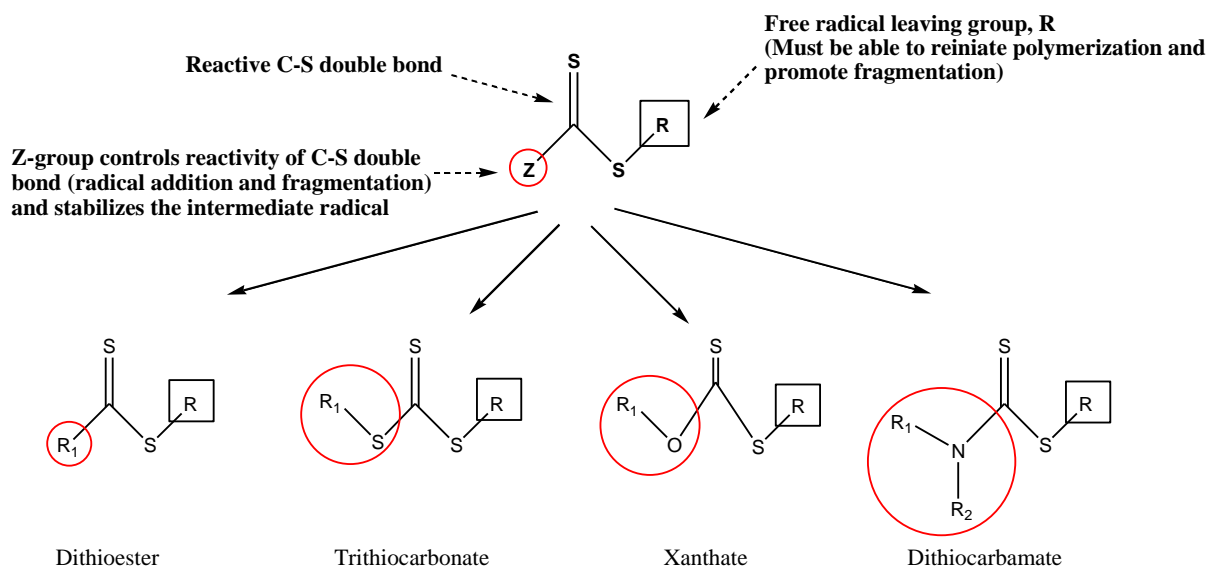 Free radical leaving group, R
(Must be able to reiniate polymerization and
promote fragmentation)
Reactive C-S double bond
S
R
Z
S
Z-group controls reactivity of C-S double
bond (radical addition and fragmentation)
and stabilizes the intermediate radical
S
R
R1
S
S
R1
R
S
S
S
R1
R
O
S
S
R1
R
N
S
R2
Dithioester
Trithiocarbonate
Xanthate
Dithiocarbamate